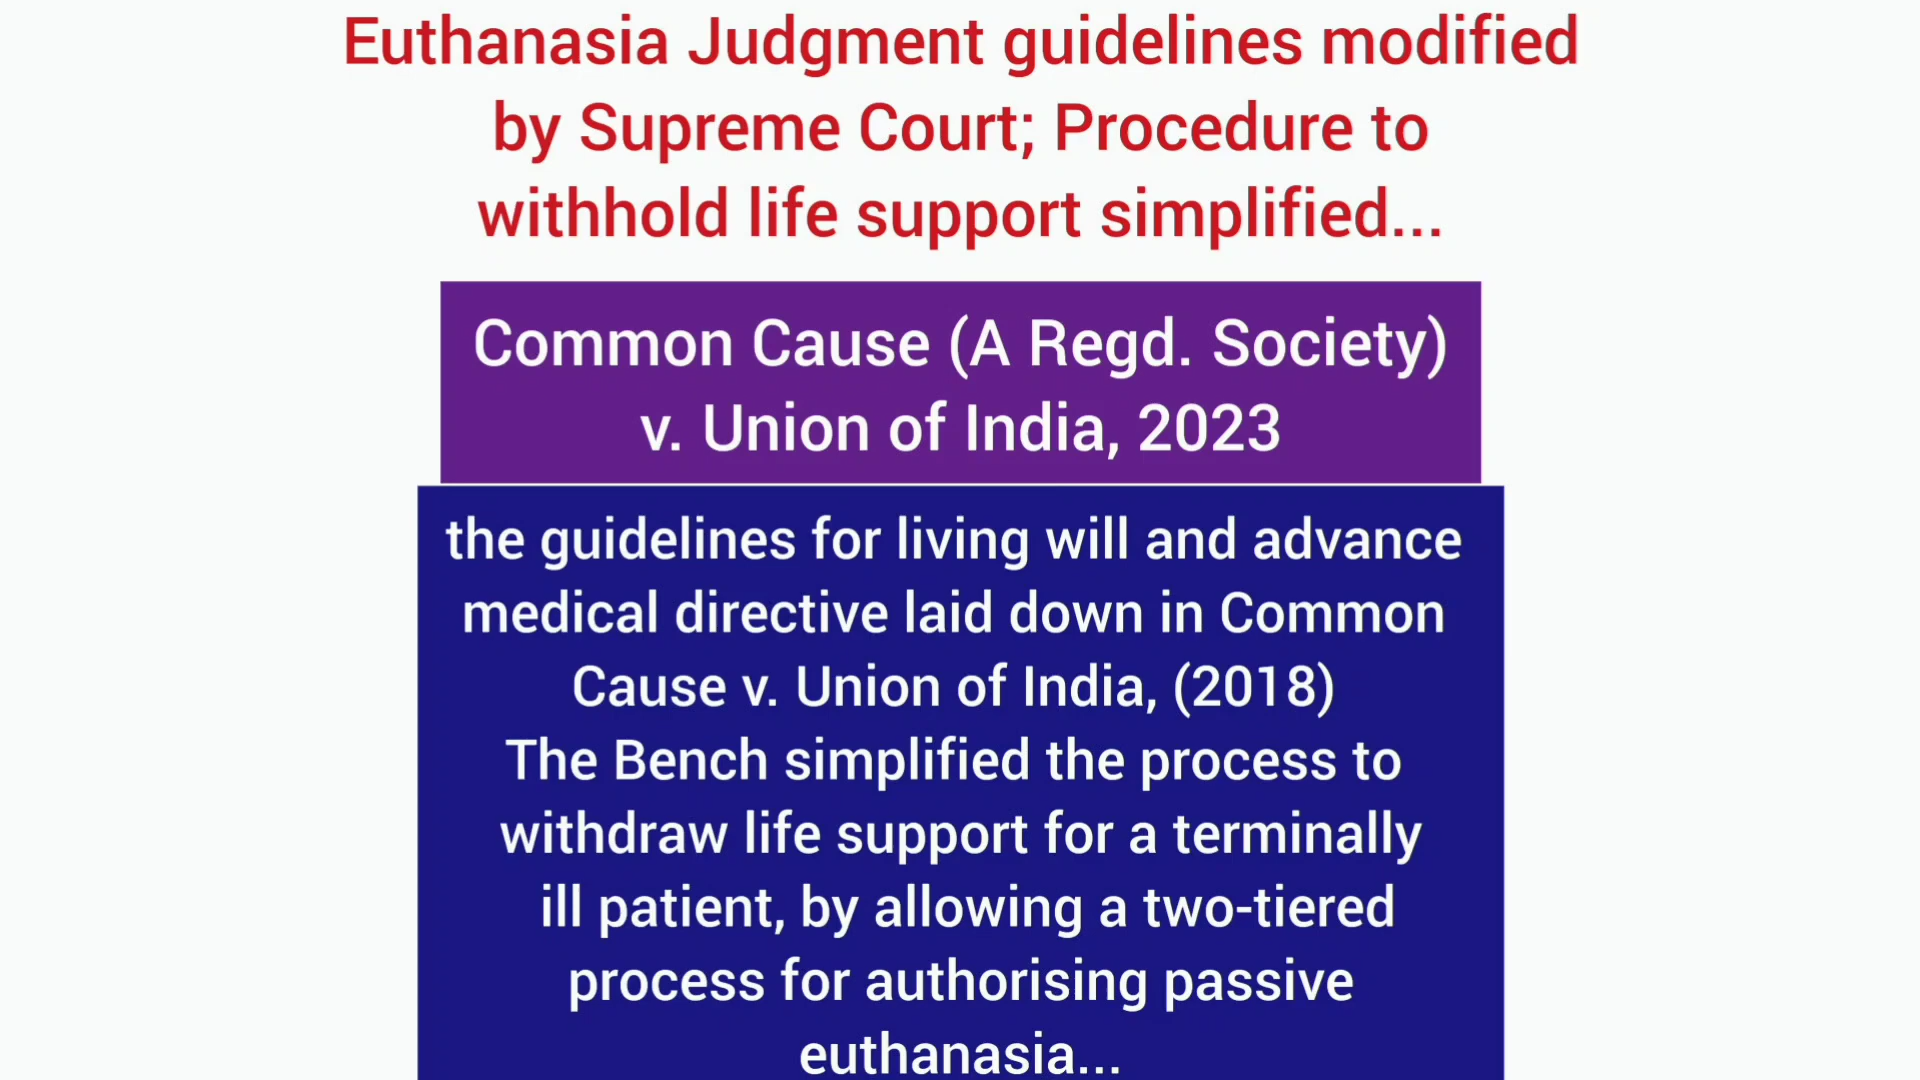 Euthanasia Judgment guidelines modified
by Supreme Court; Procedure to
withhold life support simplified...
Common Cause (A Regd. Society)
v. Union of India, 2023
the guidelines for living will and advance
medical directive laid down in Common
Cause v. Union of India, (2018)
The Bench simplified the process to
withdraw life support for a terminally
ill patient, by allowing a two-tiered
process for authorising passive
euthanasia...